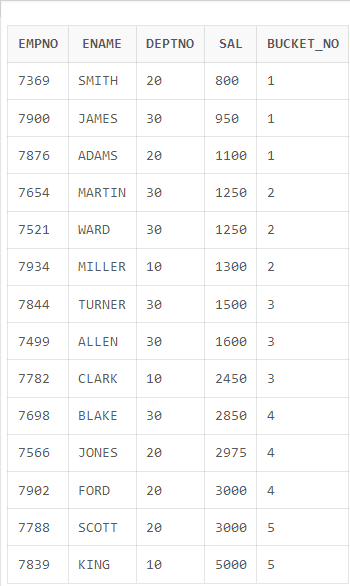 EMPNO ENAME DEPTNO SAL BUCKET_NO
7369 SMITH 20 800 1
7900 JAMES 30 950 1
7876 ADAMS 20 1100 1
7654 MARTIN 30 1250 2
7521 WARD 30 1250 2
7934 MILLER 10 1300 2
7844 TURNER 30 1500 3
7499 ALLEN 30 1600 3
7782 CLARK 10 2450 3
7698 BLAKE 30 2850 4
7566 JONES 20 2975 4
7902 FORD 20 3000 4
7788 SCOTT 20 3000 5
7839 KING 10 5000 5